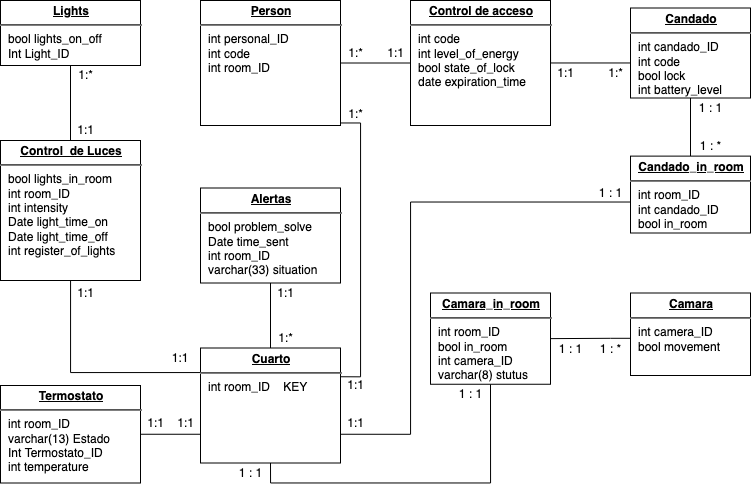 Lights
bool lights_on_off
Int Light_ID
1:*
1:1
Person
int personal_ID
int code
int room_ID
1:*
1:1
1:*
Control de acceso
int code
int level_of_energy
bool state_of_lock
date expiration_time
1:1
1:*
Candado
int candado_ID
int code
bool lock
int battery_level
1 : 1
1 : *
Control de Luces
bool lights_in_room
int room_ID
int intensity
Date light_time_on
Date light_time_off
int register_of_lights
1:1
1:1
Alertas
bool problem_solve
Date time_sent
int room_ID
varchar(33) situation
1:1
1:*
Candado_in_room
int room_ID
int candado_ID
bool in_room
1 : 1
Camara_in_room
int room_ID
bool in_room
int camera_ID
varchar(8) stutus
1 : 1
1 : *
1 : 1
Camara
int camera_ID
bool movement
Cuarto
int room_ID KEY
1:1
1:1
1 : 1
Termostato
int room_ID
varchar(13) Estado
Int Termostato_ID
int temperature
1:1
1:1